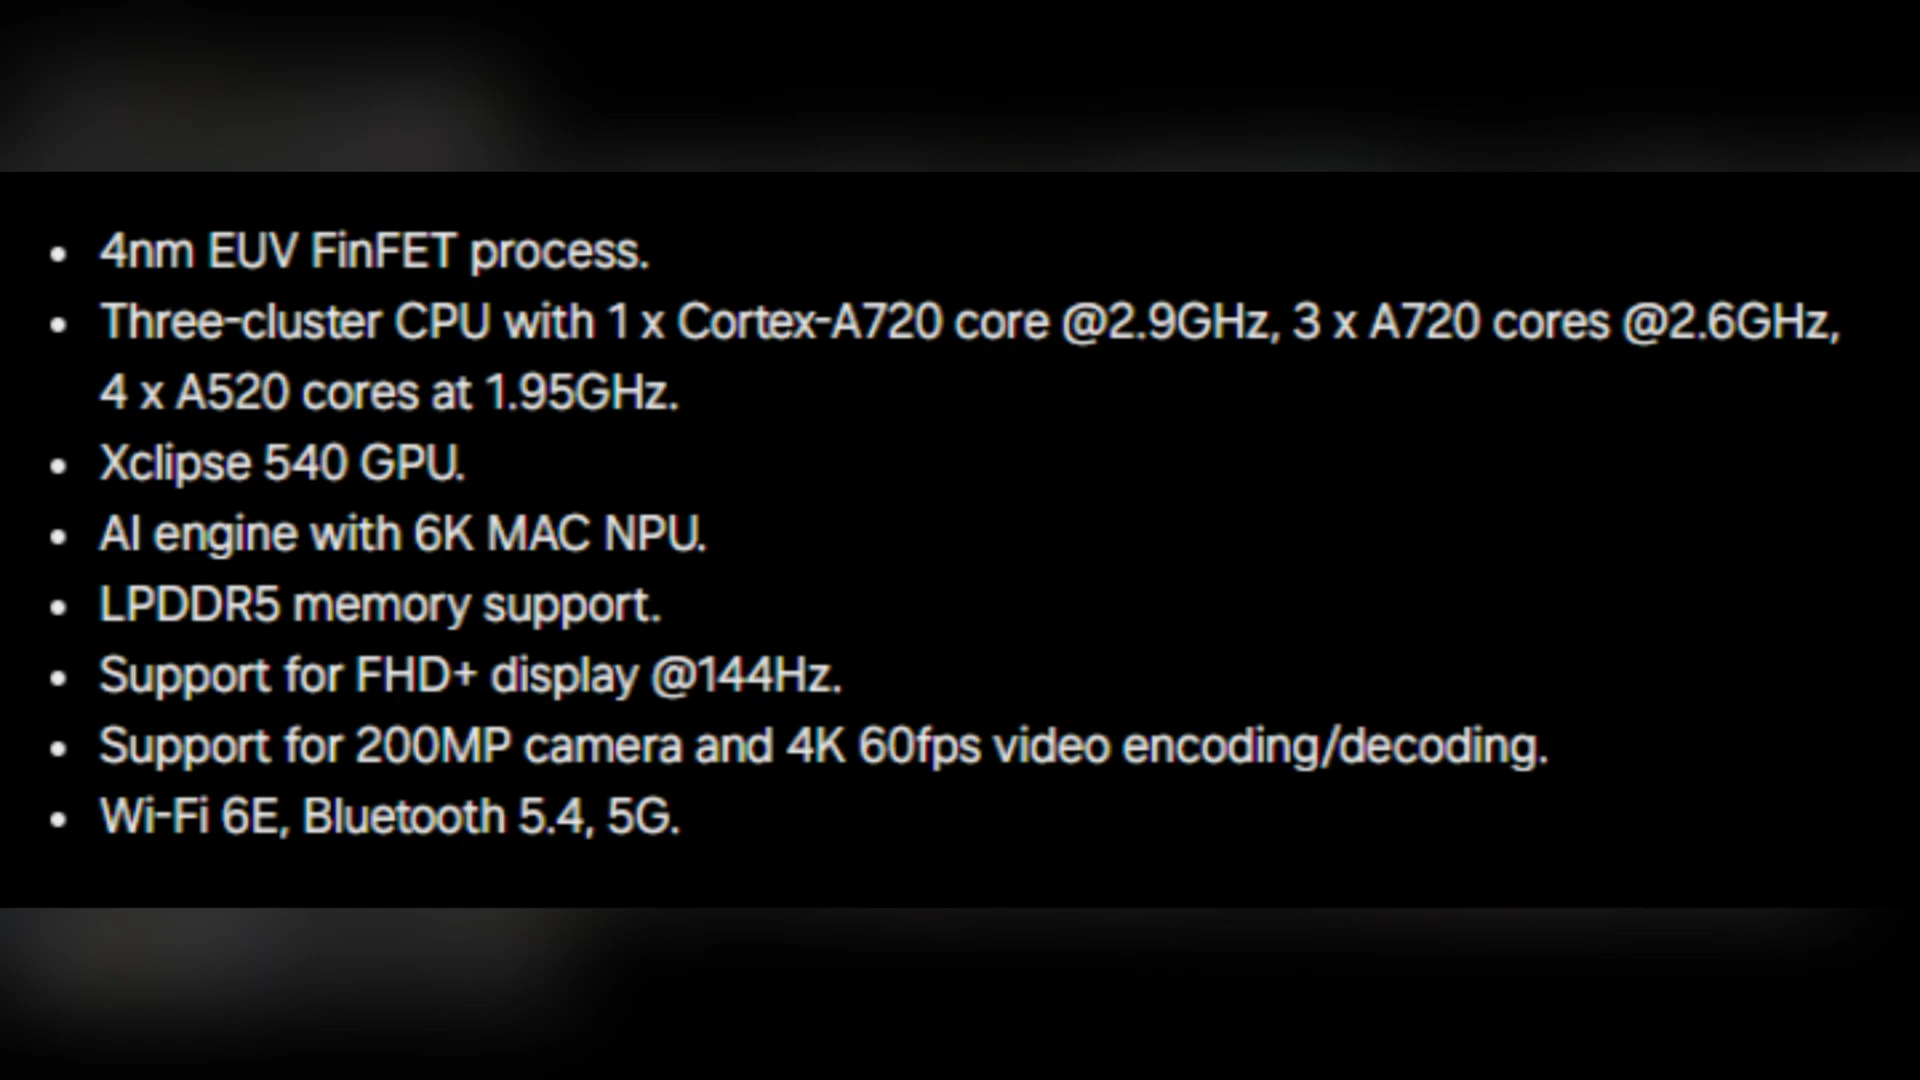 • 4nm EUV FinFET process.
• Three-cluster CPU with 1 x Cortex-A720 core @2.9GHz, 3 x A720 cores @2.6GHz,
4 x A520 cores at 1.95GHz.
• Xclipse 540 GPU.
• AI engine with 6K MAC NPU.
• LPDDR5 memory support.
• Support for FHD+ display @144Hz.
• Support for 200MP camera and 4K 60fps video encoding/decoding.
• Wi-Fi 6E, Bluetooth 5.4, 5G.